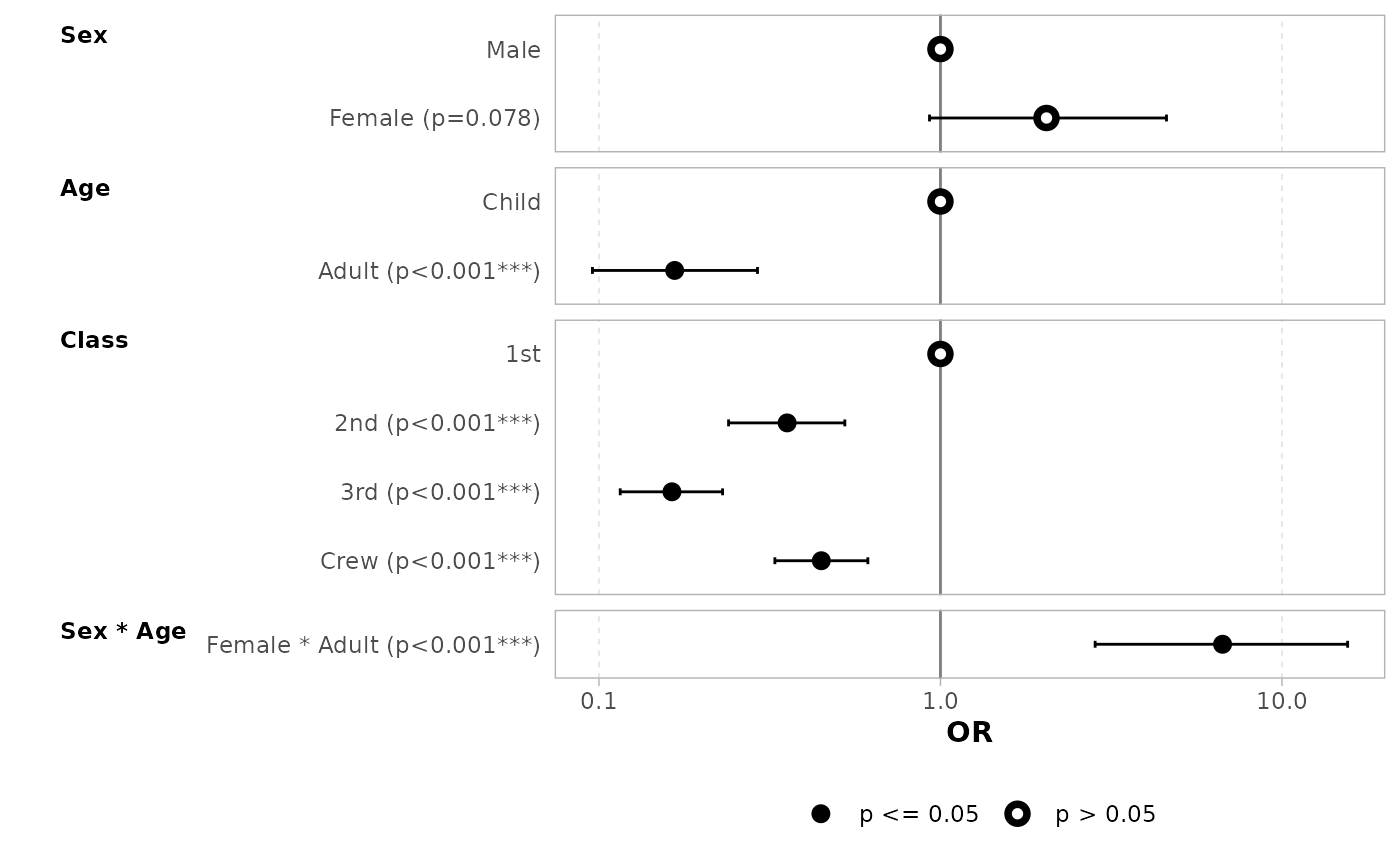 Sex
Male
Female (p=0.078)
Age
Child
Adult (p<0.001***)
Class
1st
2nd (p<0.001***)
3rd (p<0.001***)
Crew (p<0.001***)
Sex * Age
Female * Adult (p<0.001***)
0.1 1.0 10.0
OR
p <= 0.05 p > 0.05